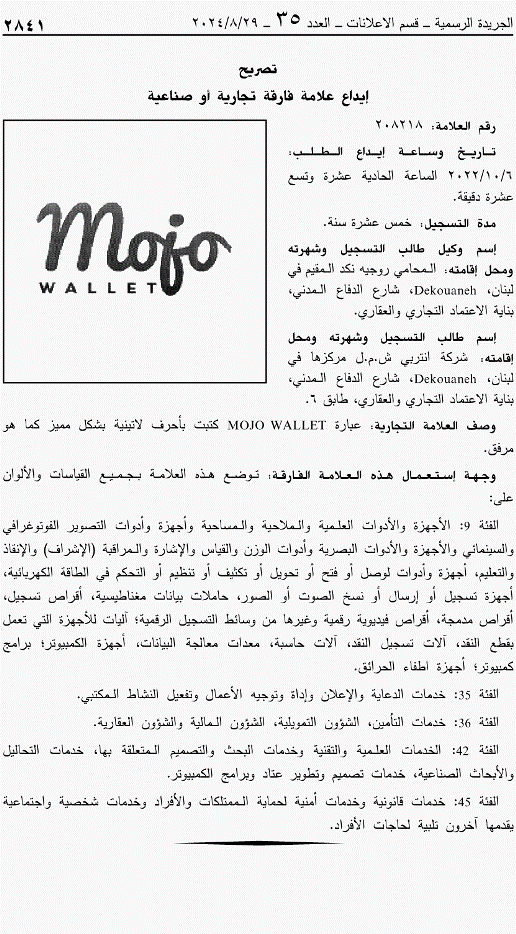 الجريدة الرسمية ــ قسم الاعلانات ــ العدد ٣٥ ــ ٢٠٢٤/٨/٢٩
٢٨٤١
تصريح
إيداع علامة فارقة تجارية أو صناعية
رقم العلامة: ٢٠٨٢١٨
تاريخ وساعة إيداع الطلب:
٢٠٢٢/١٠/٦ الساعة الحادية عشرة وتسع
عشرة دقيقة.
مدة التسجيل: خمس عشرة سنة.
إسم وكيل طالب التسجيل وشهرته
ومحل إقامته: المحامي روجيه نكد المقيم في
لبنان، Dekouaneh، شارع الدفاع المدني،
بناية الاعتماد التجاري والعقاري.
إسم طالب التسجيل وشهرته ومحل
إقامته: شركة انتربي ش.م.ل مركزها في
لبنان، Dekouaneh، شارع الدفاع المدني،
بناية الاعتماد التجاري والعقاري، طابق ٦.
Mojo
WALLET
وصف العلامة التجارية: عبارة MOJO WALLET كتبت بأحرف لاتينية بشكل مميز كما هو
مرفق.
وجهة إستعمال هذه العلامة الفارقة: توضع هذه العلامة بجميع القياسات والألوان
على:
الفئة 9: الأجهزة والأدوات العلمية والملاحية والمساحية وأجهزة وأدوات التصوير الفوتوغرافي
والسينمائي والأجهزة والأدوات البصرية وأدوات الوزن والقياس والإشارة والمراقبة (الإشراف) والإنقاذ
والتعليم، أجهزة وأدوات لوصل أو فتح أو تحويل أو تكثيف أو تنظيم أو التحكم في الطاقة الكهربائية،
أجهزة تسجيل أو إرسال أو نسخ الصوت أو الصور، حاملات بيانات مغناطيسية، أقراص تسجيل،
أقراص مدمجة، أقراص فيديوية رقمية وغيرها من وسائط التسجيل الرقمية؛ آليات للأجهزة التي تعمل
بقطع النقد، آلات تسجيل النقد، آلات حاسبة، معدات معالجة البيانات، أجهزة الكمبيوتر؛ برامج
كمبيوتر؛ أجهزة اطفاء الحرائق.
الفئة 35: خدمات الدعاية والإعلان وإداة وتوجيه الأعمال وتفعيل النشاط المكتبي.
الفئة 36: خدمات التأمين، الشؤون التمويلية، الشؤون المالية والشؤون العقارية.
الفئة 42: الخدمات العلمية والتقنية وخدمات البحث والتصميم المتعلقة بها، خدمات التحاليل
والأبحاث الصناعية، خدمات تصميم وتطوير عتاد وبرامج الكمبيوتر.
الفئة 45: خدمات قانونية وخدمات أمنية لحماية الممتلكات والأفراد وخدمات شخصية واجتماعية
يقدمها آخرون تلبية لحاجات الأفراد.